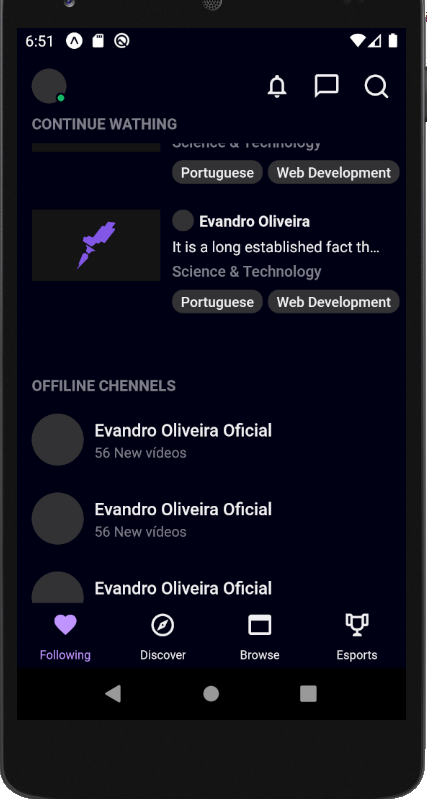 6:51
CONTINUE WATHING
Science & Technology
Portuguese Web Development
Evandro Oliveira
It is a long established fact th...
Science & Technology
Portuguese Web Development
OFFILINE CHENNELS
Evandro Oliveira Oficial
56 New vídeos
Evandro Oliveira Oficial
56 New vídeos
Evandro Oliveira Oficial
Following Discover Browse Esports